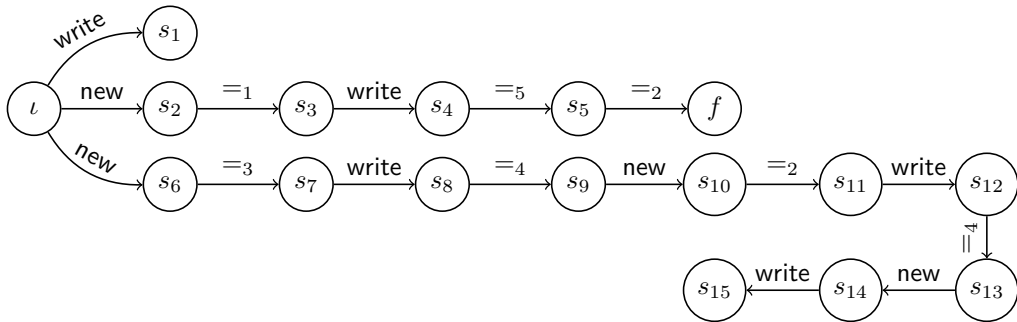 write s₁
ι new s₂ =₁ s₃ write s₄ =₅ s₅ =₂ f
new s₆ =₃ s₇ write s₈ =₄ s₉ new s₁₀ =₂ s₁₁ write s₁₂
=₄
s₁₅ write s₁₄ new s₁₃